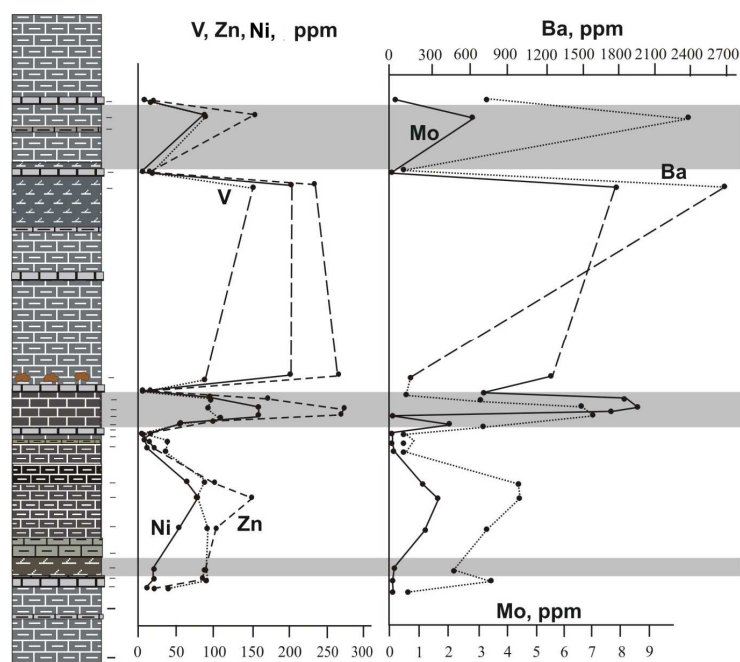 V, Zn, Ni, ppm
Ba, ppm
0 300 600 900 1200 1500 1800 2100 2400 2700
Mo
Ba
V
Ni
Zn
Mo, ppm
0 50 100 150 200 250 300
0 1 2 3 4 5 6 7 8 9